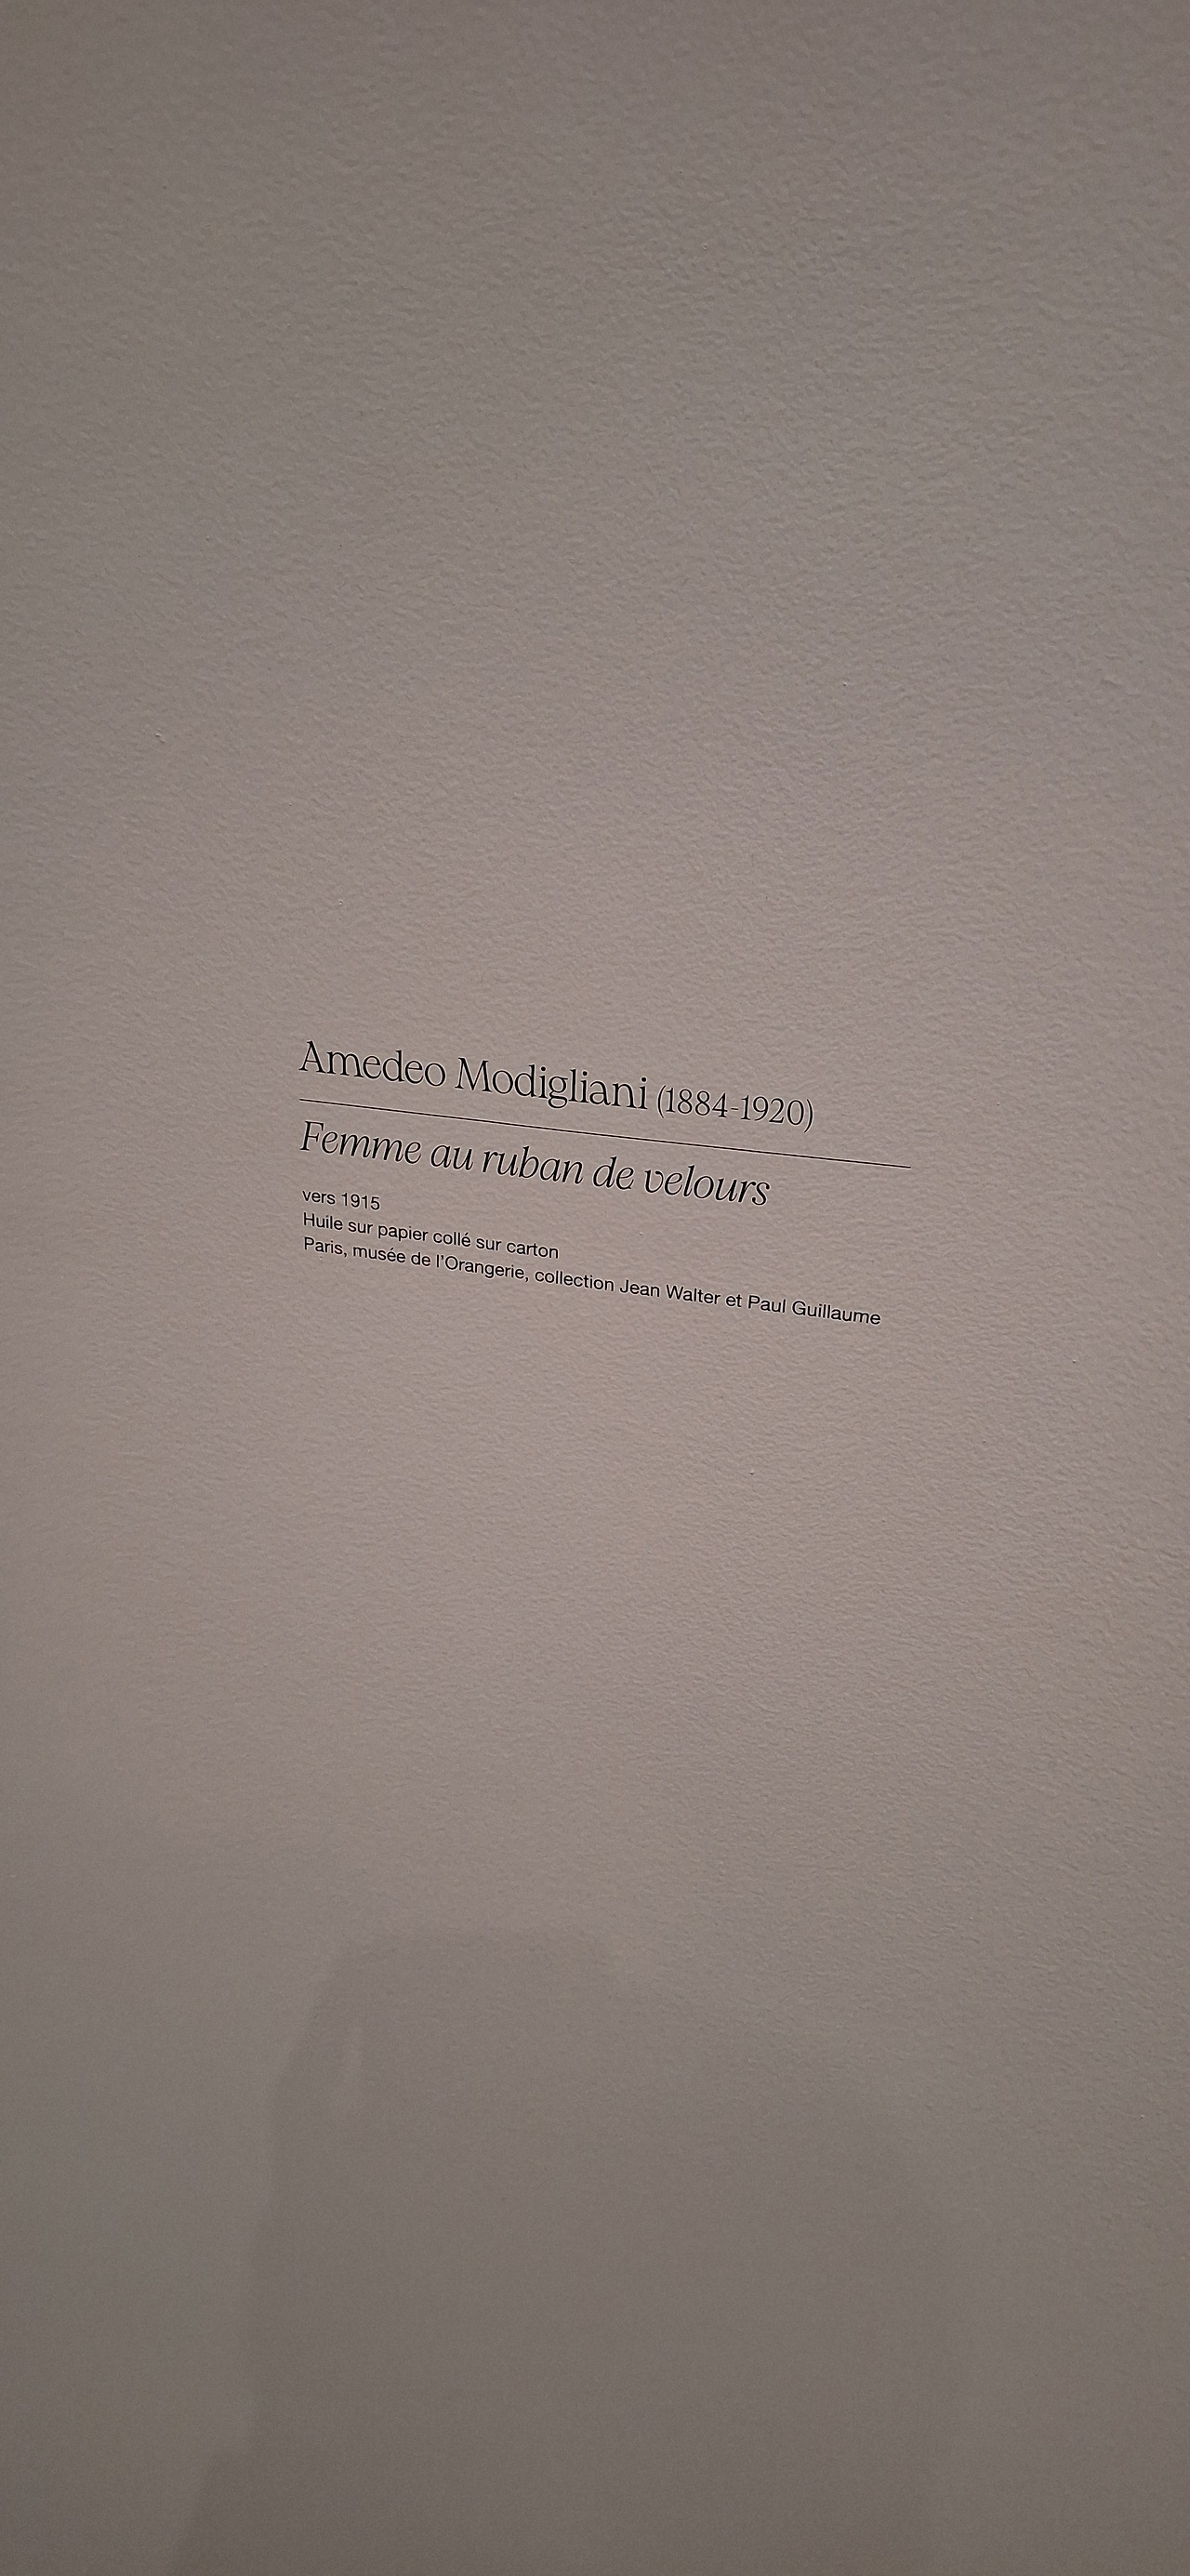 Amedeo Modigliani (1884-1920)
Femme au ruban de velours
vers 1915
Huile sur papier collé sur carton
Paris, musée de l'Orangerie, collection Jean Walter et Paul Guillaume